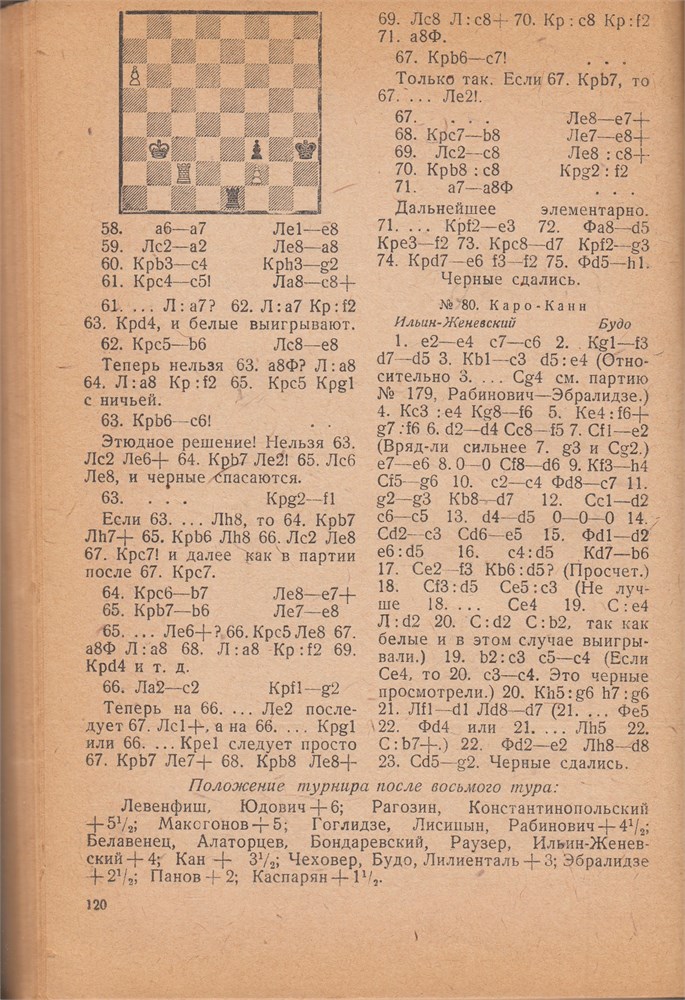 58. а6—а7 Ле1—е8
59. Лс2—а2 Ле8—а8
60. Крb3—с4 Крh3—g2
61. Крс4—с5! Ла8—с8+
61. ... Л : а7? 62. Л : а7 Кр : f2
63. Крd4, и белые выигрывают.
62. Крс5—b6 Лс8—е8
Теперь нельзя 63. а8Ф? Л : а8
64. Л : а8 Кр : f2 65. Крс5 Крg1
с ничьей.
63. Крb6—с6! . .
Этюдное решение! Нельзя 63.
Лс2 Ле6+ 64. Крb7 Ле2! 65. Лс6
Ле8, и черные спасаются.
63. . . . Крg2—f1
Если 63. ... Лh8, то 64. Крb7
Лh7+ 65. Крb6 Лh8 66. Лс2 Ле8
67. Крс7! и далее как в партии
после 67. Крс7.
64. Крс6—b7 Ле8—е7+
65. Крb7—b6 Ле7—е8
65. ... Ле6+? 66. Крс5 Ле8 67.
а8Ф Л : а8 68. Л : а8 Кр : f2 69.
Крd4 и т. д.
66. Ла2—с2 Крf1—g2
Теперь на 66. ... Ле2 после-
дует 67. Лс1+, а на 66. ... Крg1
или 66. ... Кре1 следует просто
67. Крb7 Ле7+ 68. Крb8 Ле8+
69. Лс8 Л : с8+ 70. Кр : с8 Кр : f2
71. а8Ф.
67. Крb6—с7! . . .
Только так. Если 67. Крb7, то
67. ... Ле2!.
67. . . . Ле8—е7+
68. Крс7—b8 Ле7—е8+
69. Лс2—с8 Ле8 : с8+
70. Крb8 : с8 Крg2 : f2
71. а7—а8Ф . . .
Дальнейшее элементарно.
71. ... Крf2—е3 72. Фа8—d5
Кре3—f2 73. Крс8—d7 Крf2—g3
74. Крd7—е6 f3—f2 75. Фd5—h1.
Черные сдались.
№ 80. Каро-Канн
Ильин-Женевский Будо
1. е2—е4 с7—с6 2. Кg1—f3
d7—d5 3. Кb1—с3 d5 : е4 (Отно-
сительно 3. ... Сg4 см. партию
№ 179, Рабинович—Эбралидзе.)
4. Кс3 : е4 Кg8—f6 5. Ке4 : f6+
g7 : f6 6. d2—d4 Сс8—f5 7. Сf1—е2
(Вряд-ли сильнее 7. g3 и Сg2.)
е7—е6 8. 0—0 Сf8—d6 9. Кf3—h4
Сf5—g6 10. с2—с4 Фd8—с7 11.
g2—g3 Кb8—d7 12. Сс1—d2
с6—с5 13. d4—d5 0—0—0 14.
Сd2—с3 Сd6—е5 15. Фd1—d2
е6 : d5 16. с4 : d5 Кd7—b6
17. Се2—f3 Кb6 : d5? (Просчет.)
18. Сf3 : d5 Се5 : с3 (Не луч-
ше 18. ... Се4 19. С : е4
Л : d2 20. С : d2 С : b2, так как
белые и в этом случае выигры-
вали.) 19. b2 : с3 с5—с4 (Если
Се4, то 20. с3—с4. Это черные
просмотрели.) 20. Кh5 : g6 h7 : g6
21. Лf1—d1 Лd8—d7 (21. ... Фе5
22. Фd4 или 21. ... Лh5 22.
С : b7+.) 22. Фd2—е2 Лh8—d8
23. Сd5—g2. Черные сдались.
Положение турнира после восьмого тура:
Левенфиш, Юдович + 6; Рагозин, Константинопольский
+ 5¹/₂; Макогонов + 5; Гоглидзе, Лисицын, Рабинович + 4¹/₂;
Белавенец, Алаторцев, Бондаревский, Раузер, Ильин-Женев-
ский + 4; Кан + 3¹/₂; Чеховер, Будо, Лилиенталь + 3; Эбралидзе
+ 2¹/₂; Панов + 2; Каспарян + 1¹/₂.
120